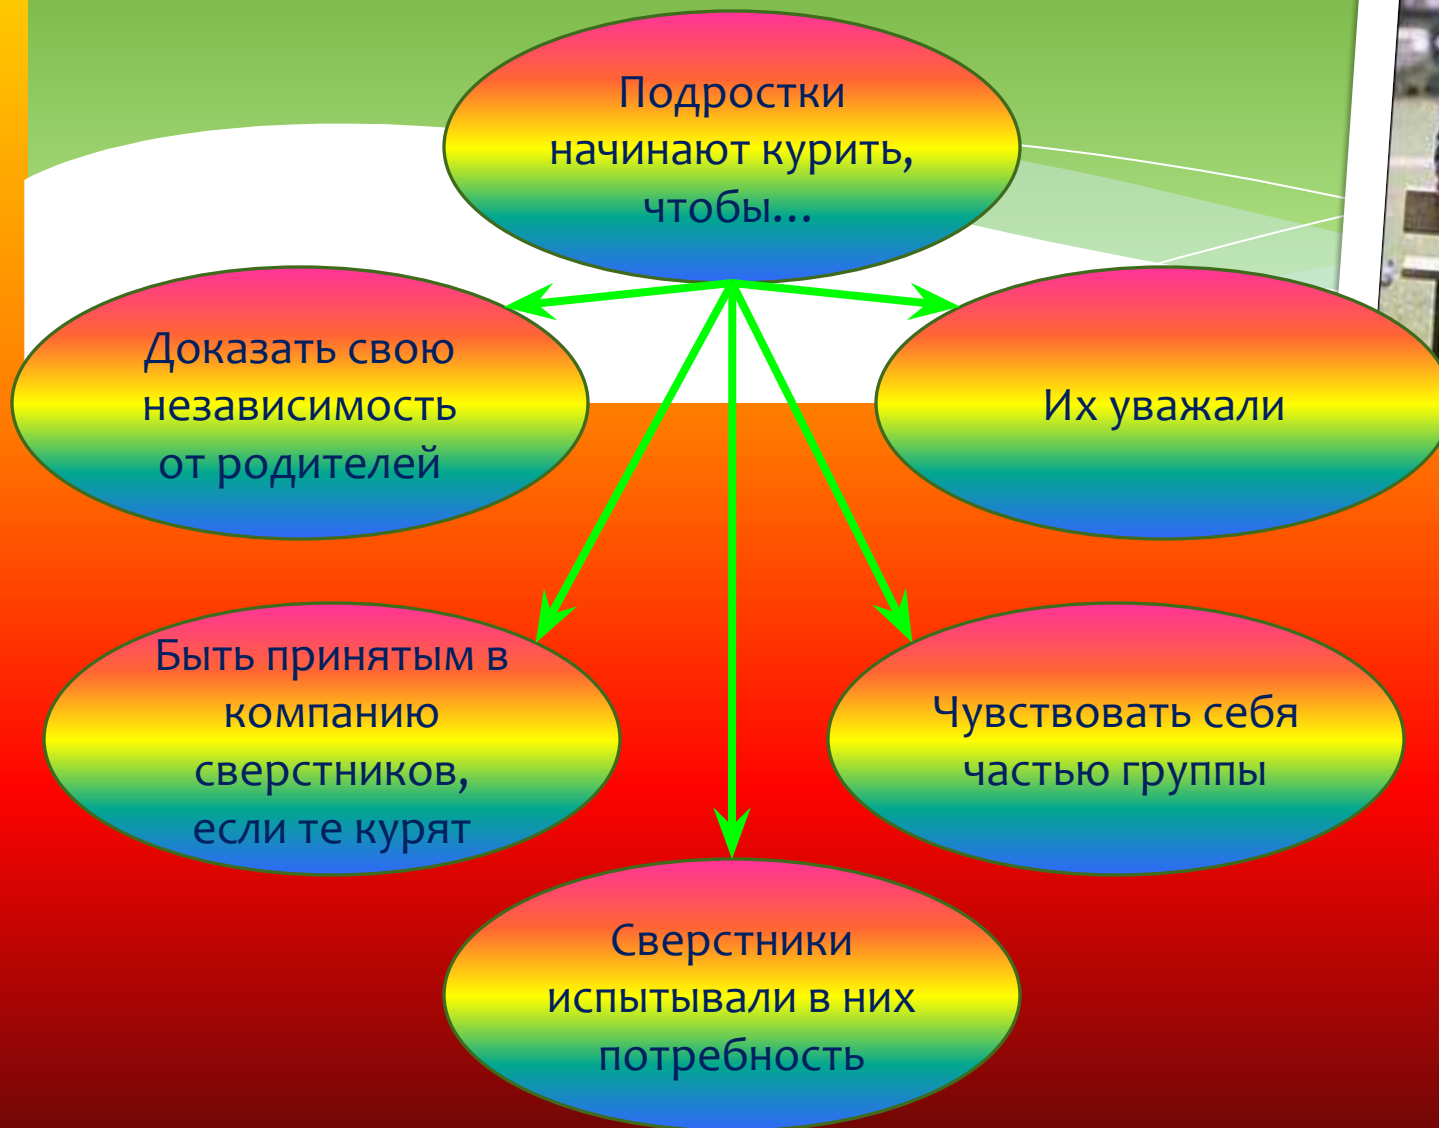 Подростки
начинают курить,
чтобы…
Доказать свою
независимость
от родителей
Их уважали
Быть принятым в
компанию
сверстников,
если те курят
Чувствовать себя
частью группы
Сверстники
испытывали в них
потребность